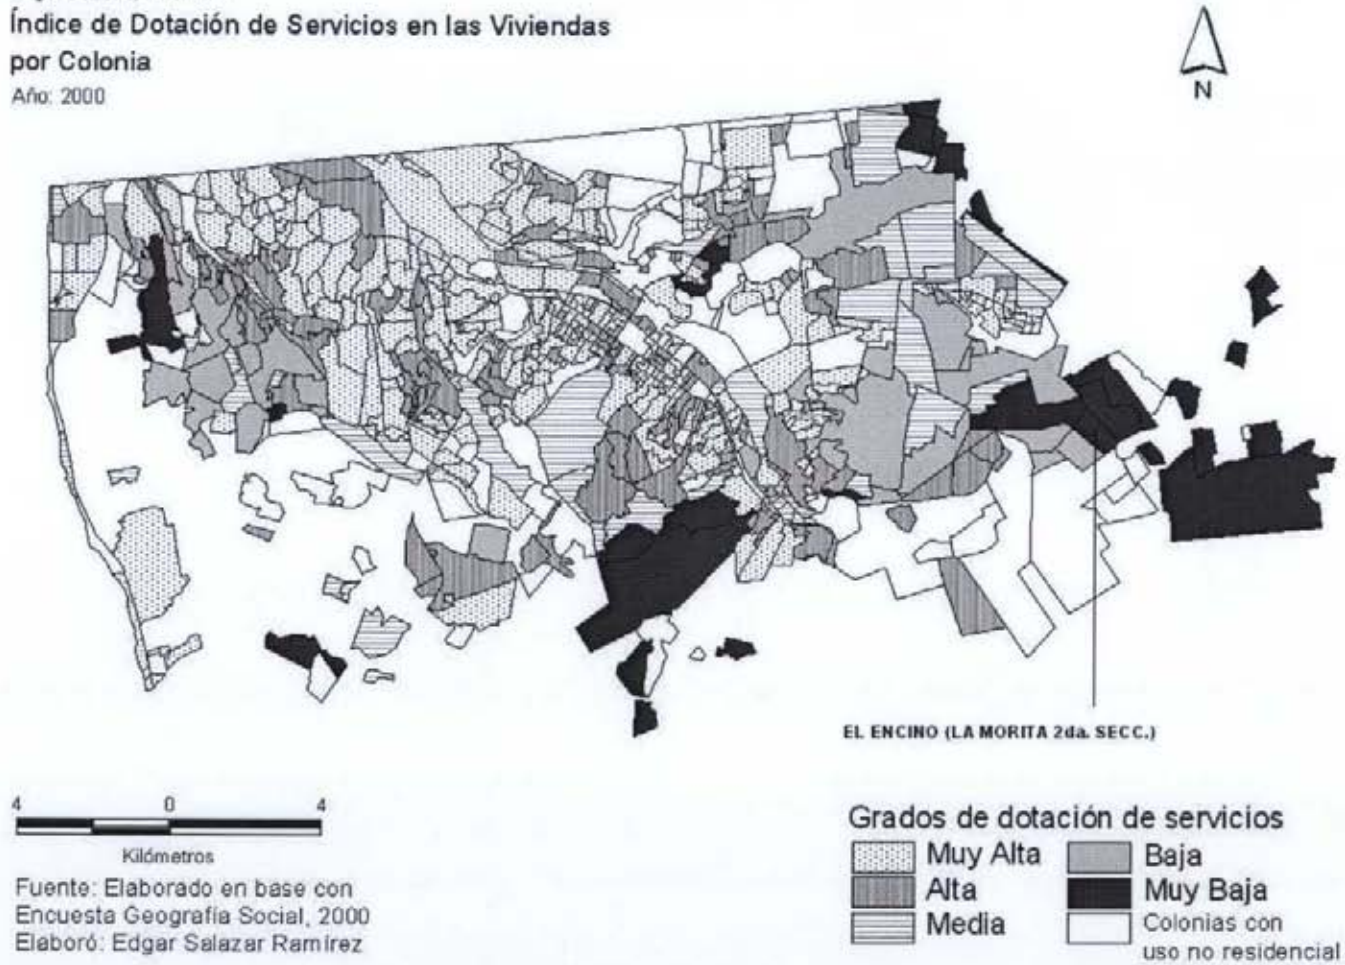 Índice de Dotación de Servicios en las Viviendas
por Colonia
Año: 2000
N
EL ENCINO (LA MORITA 2da. SECC.)
4 0 4
Kilómetros
Fuente: Elaborado en base con
Encuesta Geografía Social, 2000
Elaboró: Edgar Salazar Ramírez
Grados de dotación de servicios
Muy Alta
Alta
Media
Baja
Muy Baja
Colonias con
uso no residencial